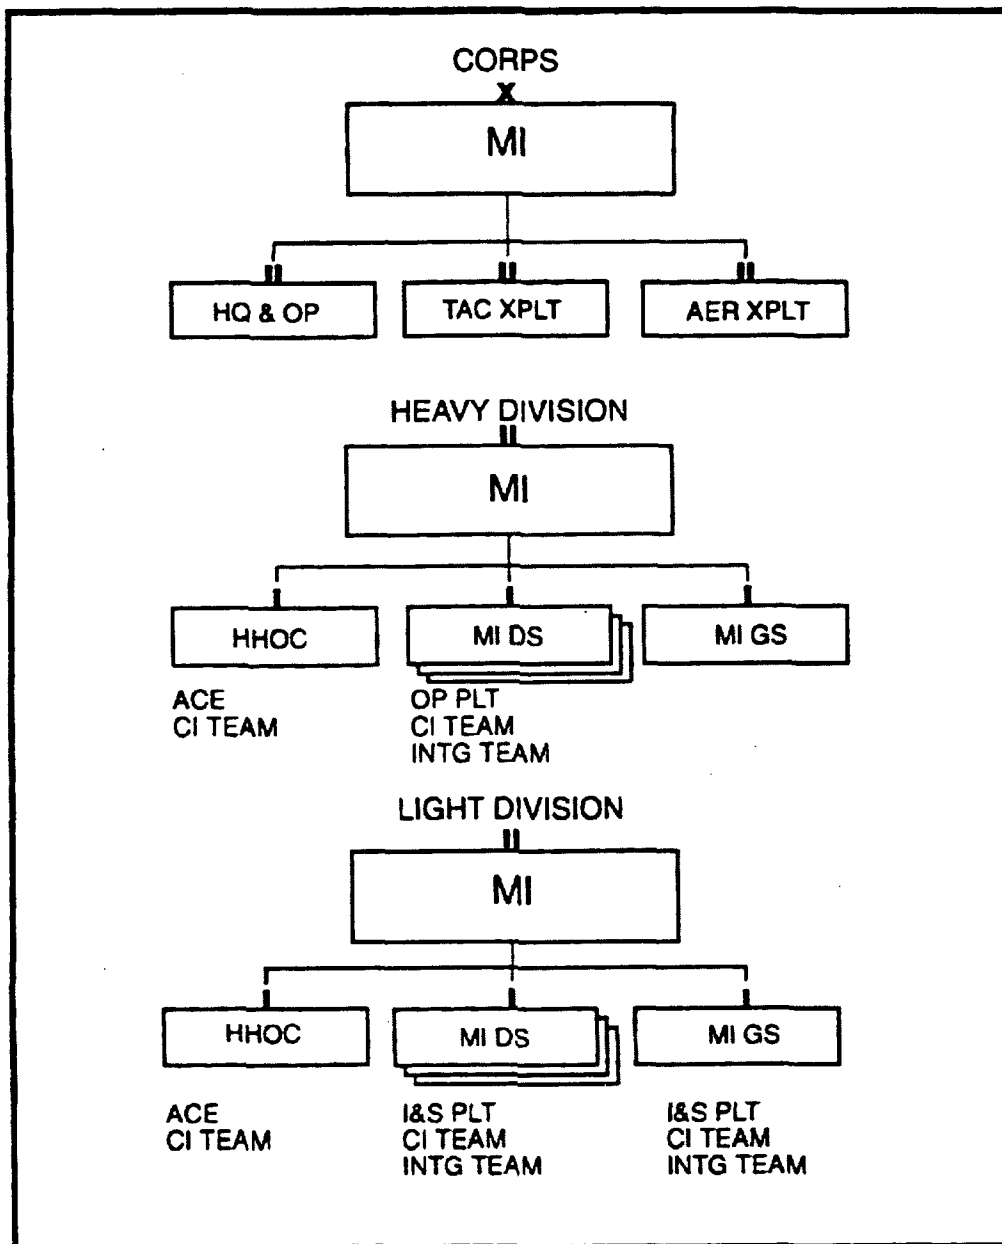 CORPS
X
MI
II II II
HQ & OP TAC XPLT AER XPLT
HEAVY DIVISION
II
MI
I I I
HHOC MI DS MI GS
ACE OP PLT
CI TEAM CI TEAM
INTG TEAM
LIGHT DIVISION
II
MI
I I I
HHOC MI DS MI GS
ACE I&S PLT I&S PLT
CI TEAM CI TEAM CI TEAM
INTG TEAM INTG TEAM